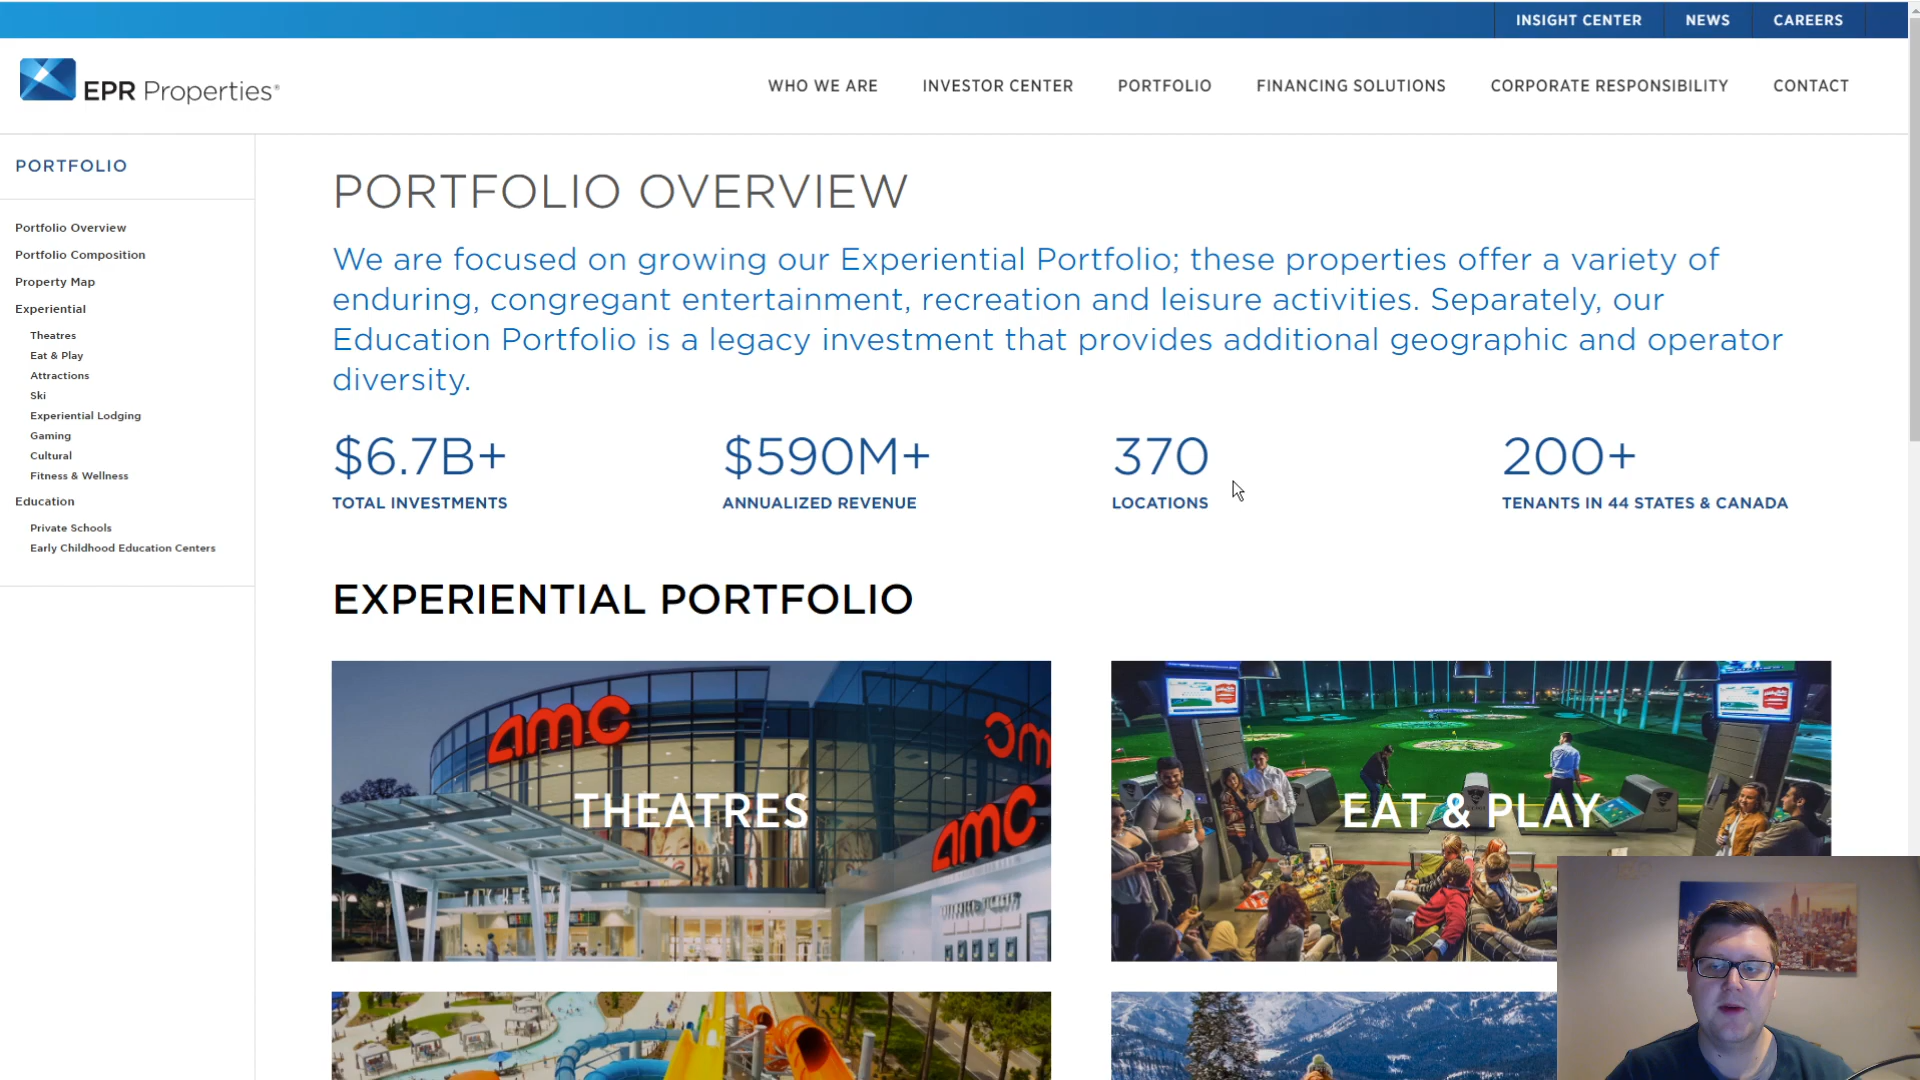 INSIGHT CENTER
NEWS
CAREERS
EPR Properties®
WHO WE ARE
INVESTOR CENTER
PORTFOLIO
FINANCING SOLUTIONS
CORPORATE RESPONSIBILITY
CONTACT
PORTFOLIO
Portfolio Overview
Portfolio Composition
Property Map
Experiential
Theatres
Eat & Play
Attractions
Ski
Experiential Lodging
Gaming
Cultural
Fitness & Wellness
Education
Private Schools
Early Childhood Education Centers
PORTFOLIO OVERVIEW
We are focused on growing our Experiential Portfolio; these properties offer a variety of
enduring, congregant entertainment, recreation and leisure activities. Separately, our
Education Portfolio is a legacy investment that provides additional geographic and operator
diversity.
$6.7B+
TOTAL INVESTMENTS
$590M+
ANNUALIZED REVENUE
370
LOCATIONS
200+
TENANTS IN 44 STATES & CANADA
EXPERIENTIAL PORTFOLIO
amc
amc
THEATRES
EAT & PLAY